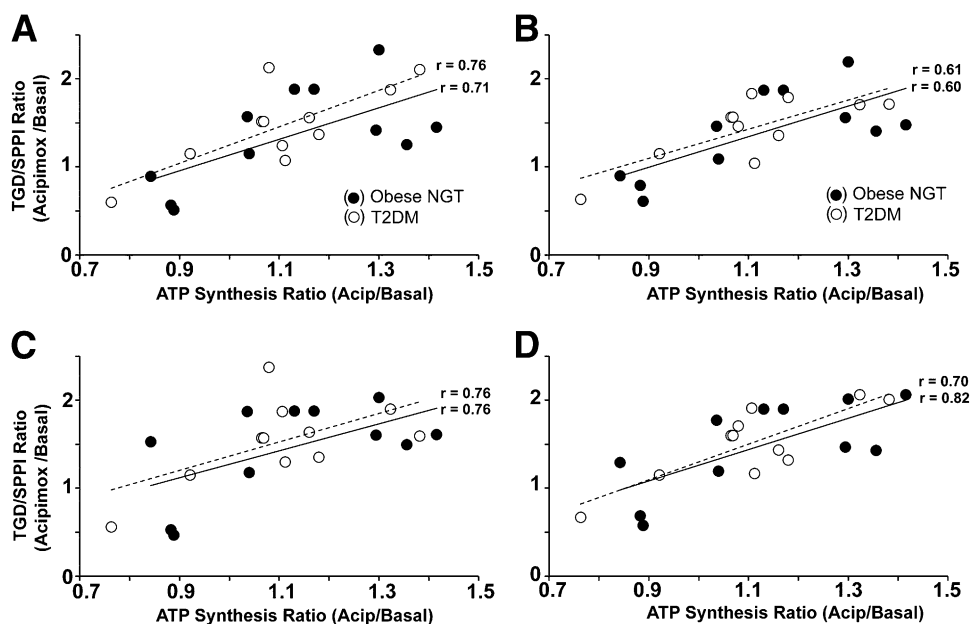 A
B
r = 0.76
r = 0.71
r = 0.61
r = 0.60
TGD/SPPI Ratio
(Acipimox /Basal)
2
1
0
2
1
0
(●) Obese NGT
(○) T2DM
(●) Obese NGT
(○) T2DM
0.7 0.9 1.1 1.3 1.5
0.7 0.9 1.1 1.3 1.5
ATP Synthesis Ratio (Acip/Basal)
ATP Synthesis Ratio (Acip/Basal)
C
D
r = 0.76
r = 0.76
r = 0.70
r = 0.82
TGD/SPPI Ratio
(Acipimox /Basal)
2
1
0
2
1
0
0.7 0.9 1.1 1.3 1.5
0.7 0.9 1.1 1.3 1.5
ATP Synthesis Ratio (Acip/Basal)
ATP Synthesis Ratio (Acip/Basal)